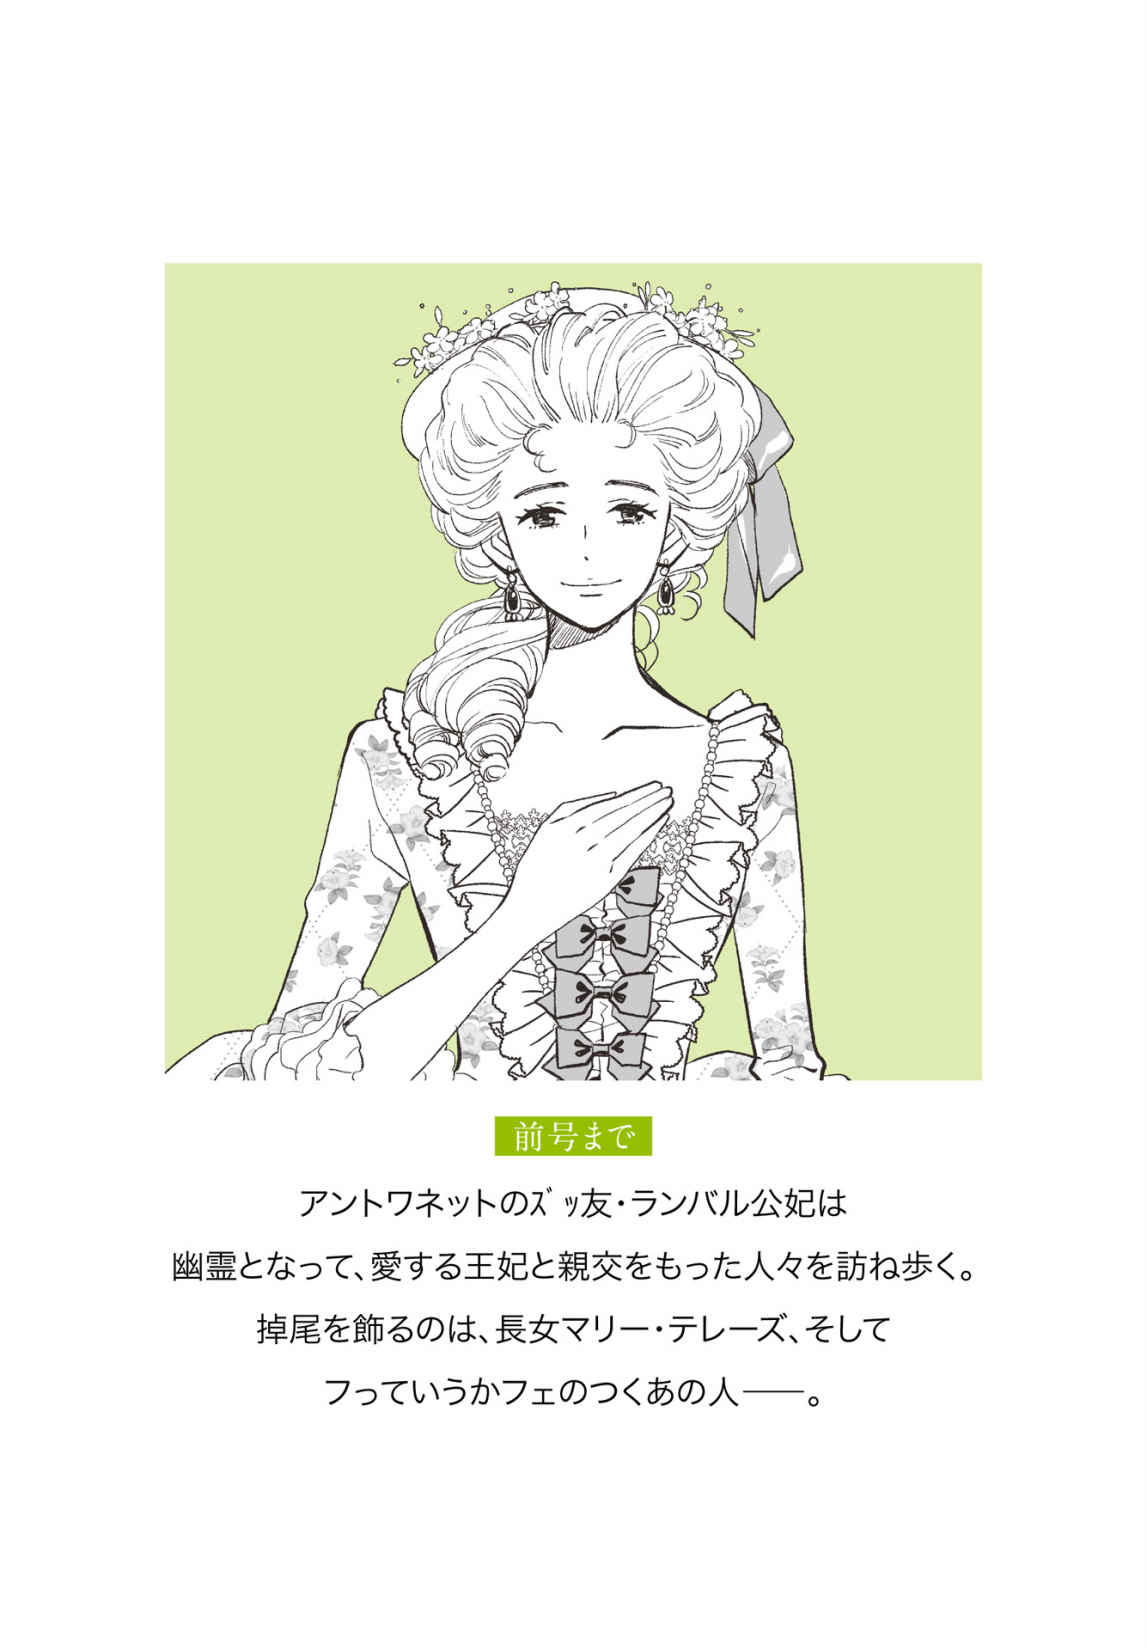 前号まで
アントワネットのｽﾞｯ友・ランバル公妃は
幽霊となって、愛する王妃と親交をもった人々を訪ね歩く。
掉尾を飾るのは、長女マリー・テレーズ、そして
フっていうかフェのつくあの人――。